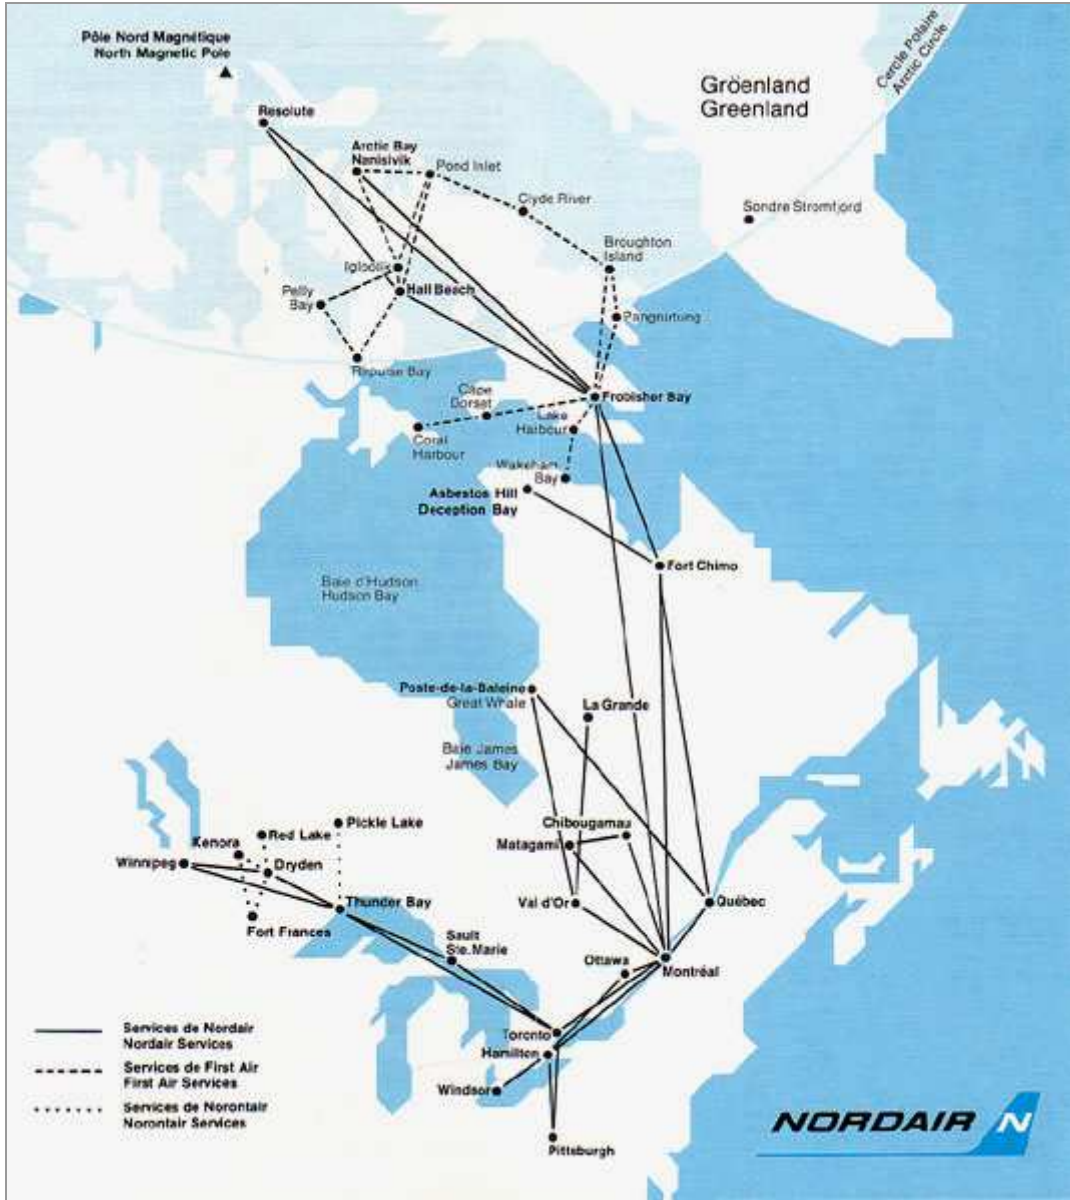 Pôle Nord Magnétique
North Magnetic Pole
Cercle Polaire
Arctic Circle
Gröenland
Greenland
Resolute
Arctic Bay
Nanisivik
Pond Inlet
Clyde River
Sondre Stromfjord
Broughton
Island
Igloolik
Pelly
Bay
Hall Beach
Pangnirtung
Repulse Bay
Cape
Dorset
Frobisher Bay
Lake
Harbour
Coral
Harbour
Wakeham
Bay
Asbestos Hill
Deception Bay
Fort Chimo
Baie d'Hudson
Hudson Bay
Poste-de-la-Baleine
Great Whale
La Grande
Baie James
James Bay
Chibougamau
Matagami
Pickle Lake
Red Lake
Kenora
Winnipeg
Dryden
Thunder Bay
Fort Frances
Val d'Or
Québec
Sault
Ste. Marie
Ottawa
Montréal
Toronto
Hamilton
Windsor
Pittsburgh
Services de Nordair
Nordair Services
Services de First Air
First Air Services
Services de Norontair
Norontair Services
NORDAIR N